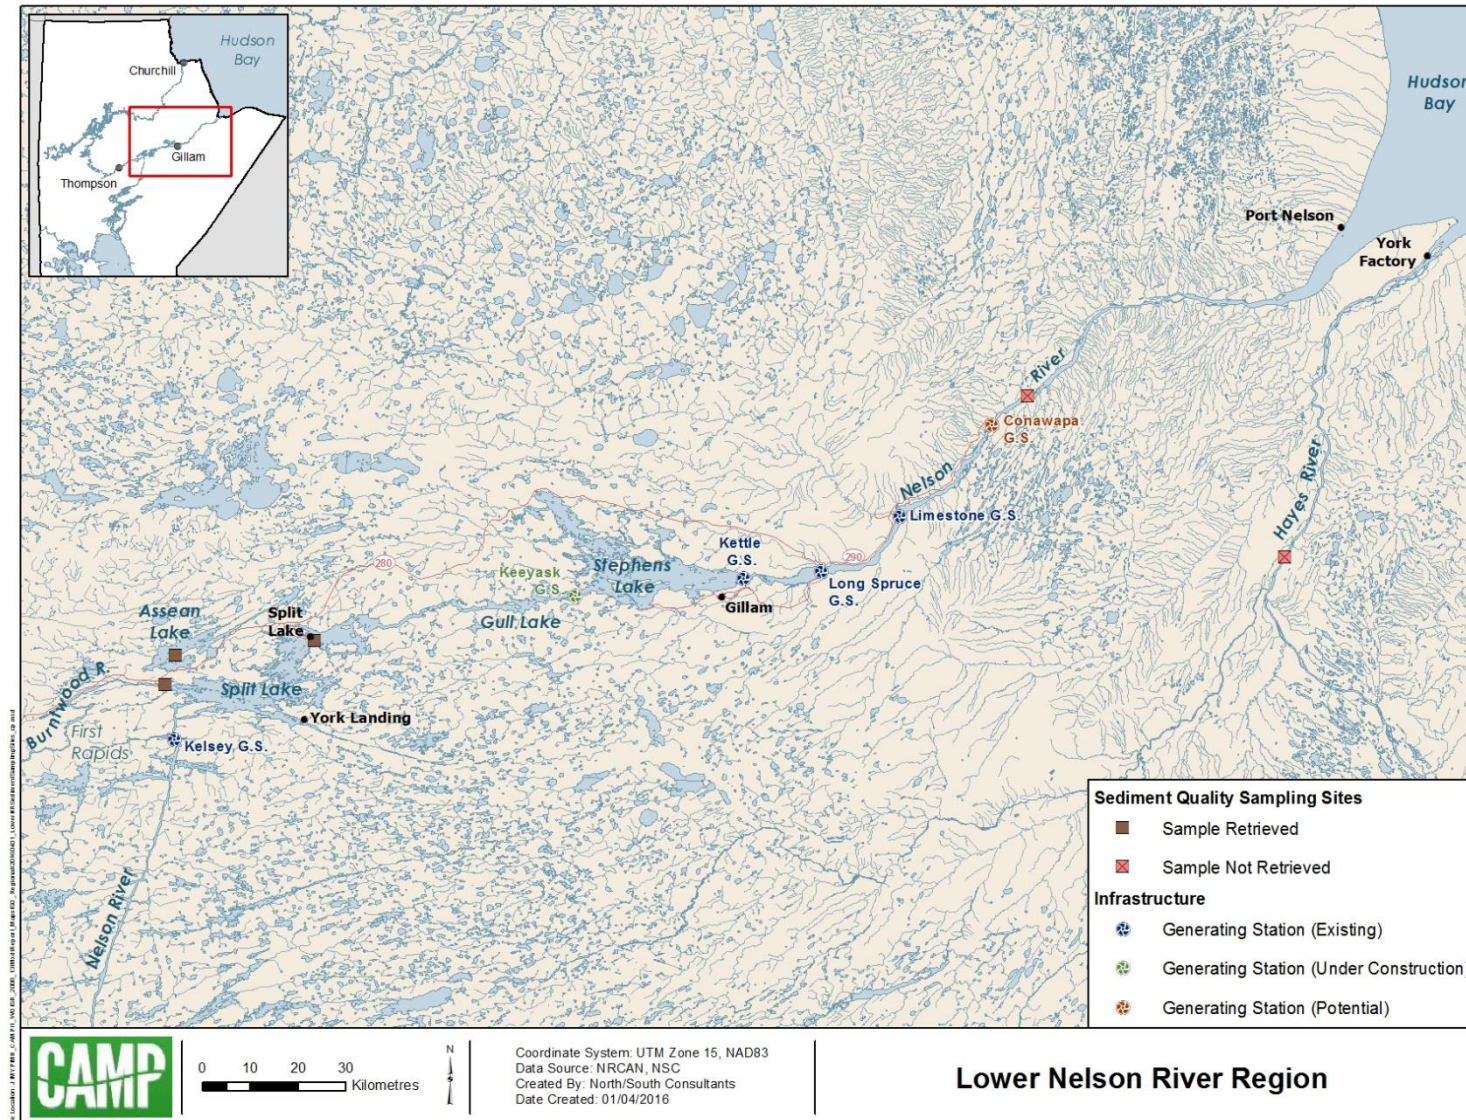 Hudson
Bay
Churchill
Gillam
Thompson
Hudson
Bay
Port Nelson
York
Factory
River
Conawapa
G.S.
Nelson
Hayes River
Limestone G.S.
290
Kettle
G.S.
280
Stephens
Lake
Keeyask
G.S.
Long Spruce
G.S.
Gillam
Gull Lake
Assean
Lake
Split
Lake
Split Lake
Burntwood R.
York Landing
First
Rapids
Kelsey G.S.
Nelson River
Sediment Quality Sampling Sites
Sample Retrieved
Sample Not Retrieved
Infrastructure
Generating Station (Existing)
Generating Station (Under Construction)
Generating Station (Potential)
CAMP
0 10 20 30
Kilometres
N
Coordinate System: UTM Zone 15, NAD83
Data Source: NRCAN, NSC
Created By: North/South Consultants
Date Created: 01/04/2016
Lower Nelson River Region